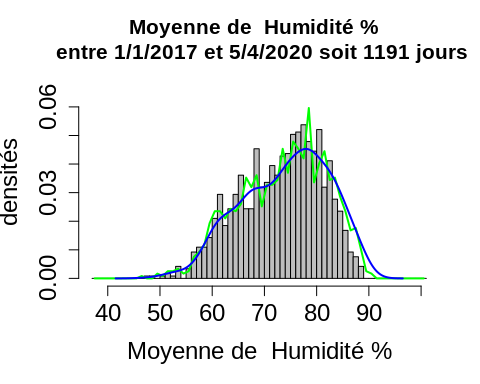 Moyenne de  Humidité %
entre 1/1/2017 et 5/4/2020 soit 1191 jours
densités
0.06
0.03
0.00
40 50 60 70 80 90
Moyenne de  Humidité %